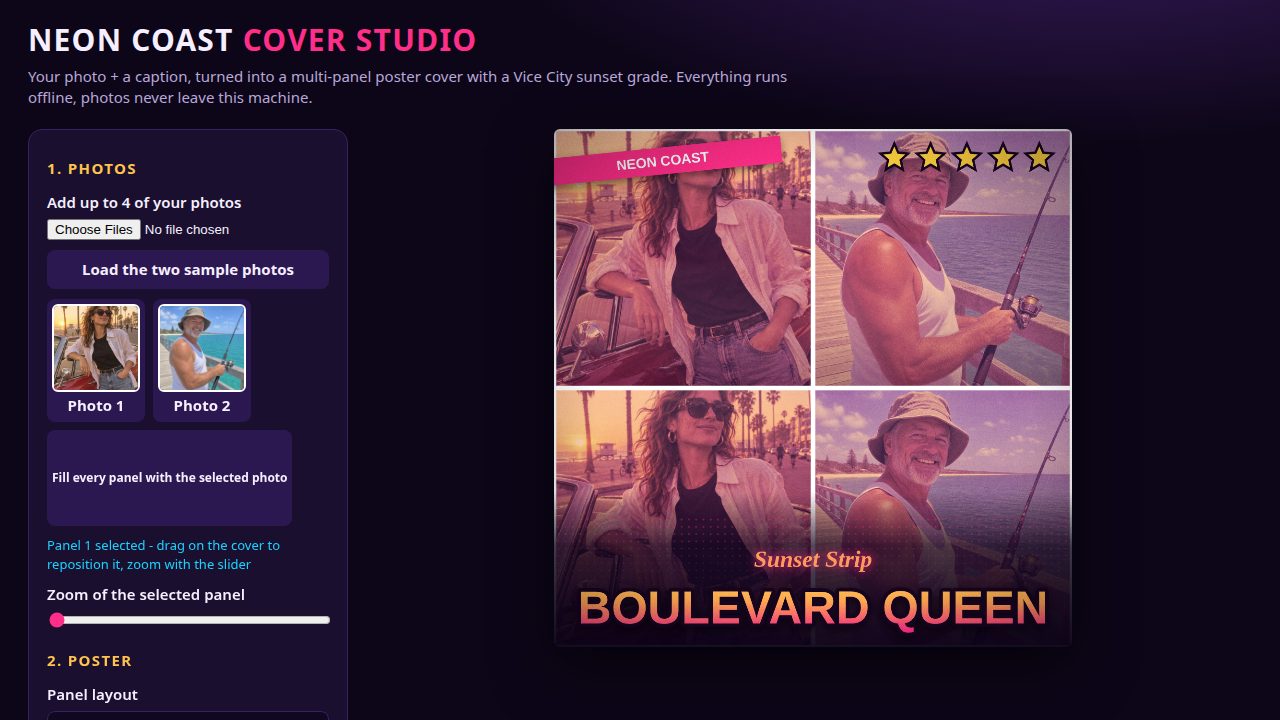 NEON COAST COVER STUDIO
Your photo + a caption, turned into a multi-panel poster cover with a Vice City sunset grade. Everything runs
offline, photos never leave this machine.
1. PHOTOS
Add up to 4 of your photos
Choose Files No file chosen
Load the two sample photos
Photo 1
Photo 2
Fill every panel with the selected photo
Panel 1 selected - drag on the cover to
reposition it, zoom with the slider
Zoom of the selected panel
2. POSTER
Panel layout
NEON COAST
Sunset Strip
BOULEVARD QUEEN